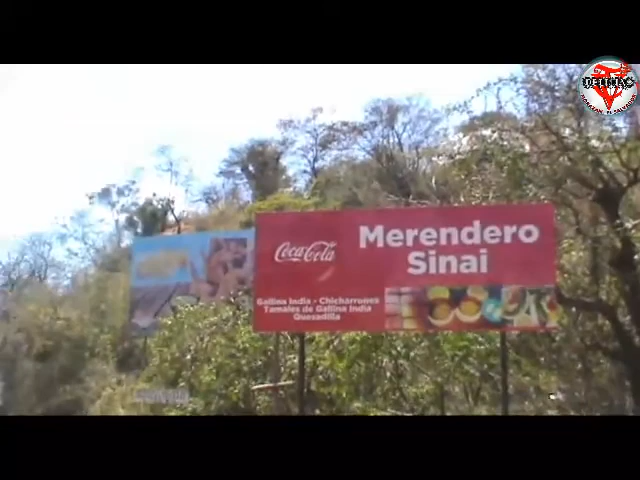 Coca-Cola
Merendero
Sinai
Gallina India - Chicharrones
Tamales de Gallina India
Quesadilla